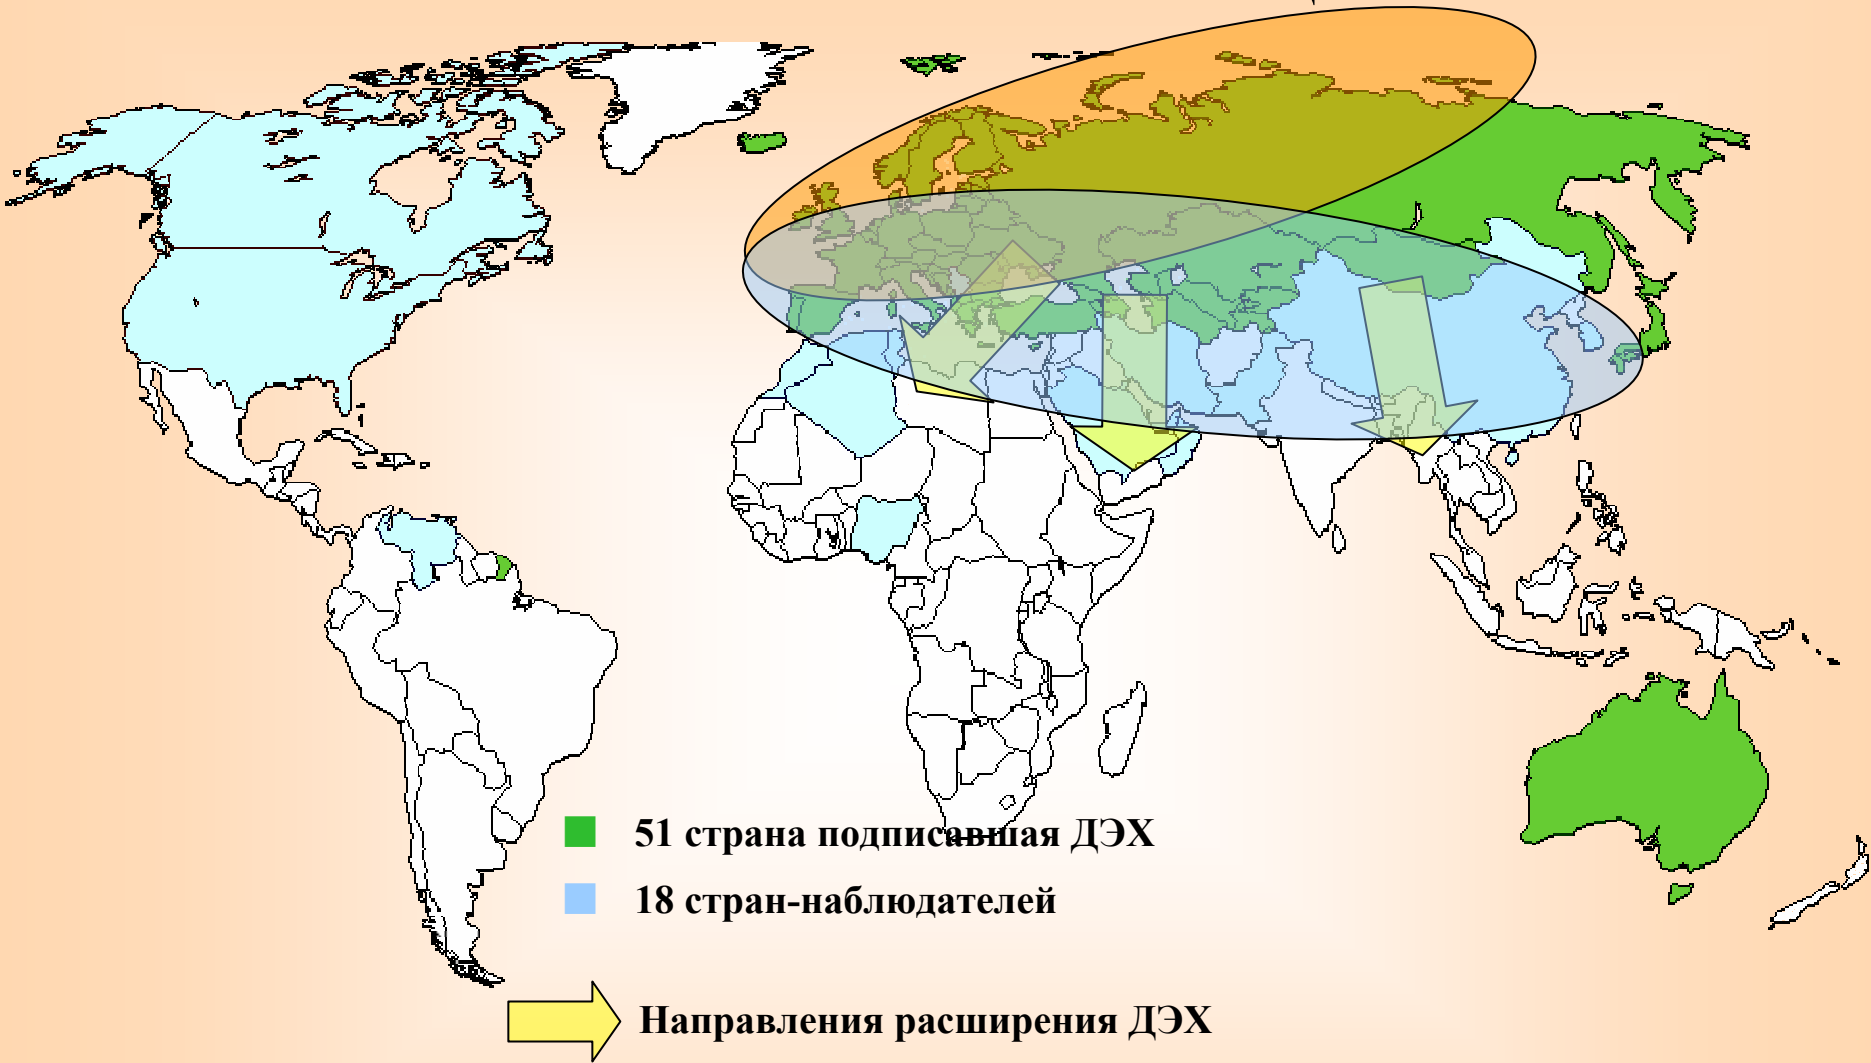 51 страна подписавшая ДЭХ
18 стран-наблюдателей
Направления расширения ДЭХ